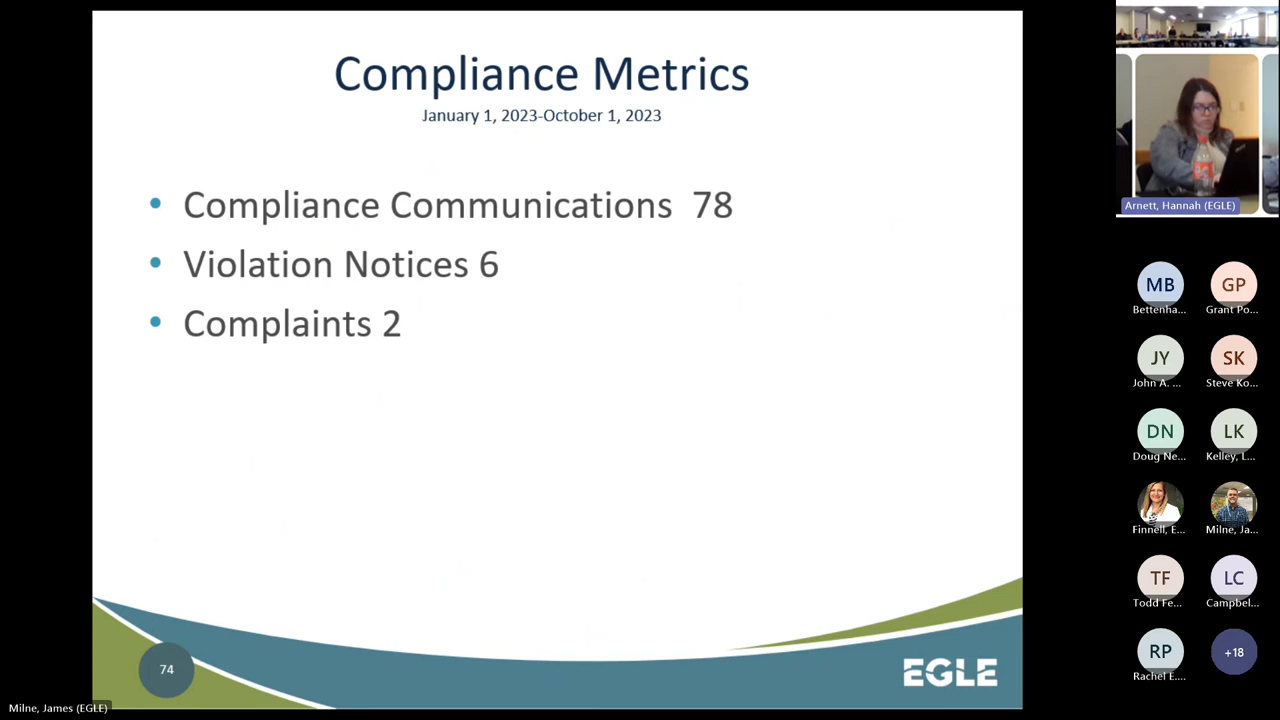 Compliance Metrics
January 1, 2023-October 1, 2023
• Compliance Communications 78
• Violation Notices 6
• Complaints 2
74
EGLE
Milne, James (EGLE)
Arnett, Hannah (EGLE)
MB
Bettenha...
GP
Grant Po...
JY
John A. ...
SK
Steve Ko...
DN
Doug Ne...
LK
Kelley, L...
Finnell, E...
Milne, Ja...
TF
Todd Fe...
LC
Campbel...
RP
Rachel E....
+18